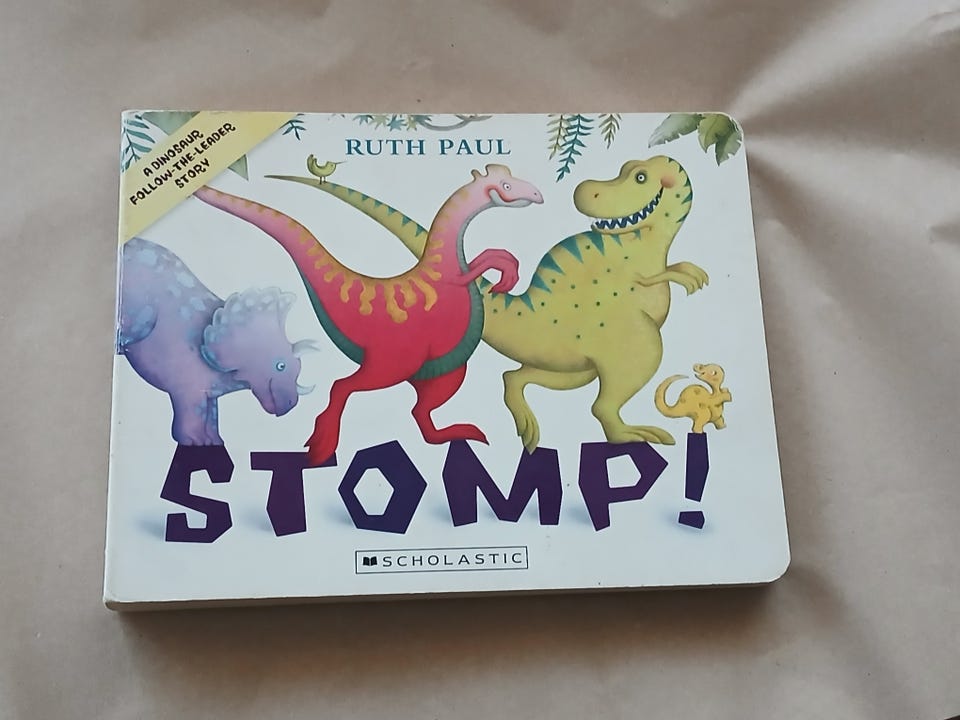 A DINOSAUR
FOLLOW-THE-LEADER
STORY
RUTH PAUL
STOMP!
SCHOLASTIC